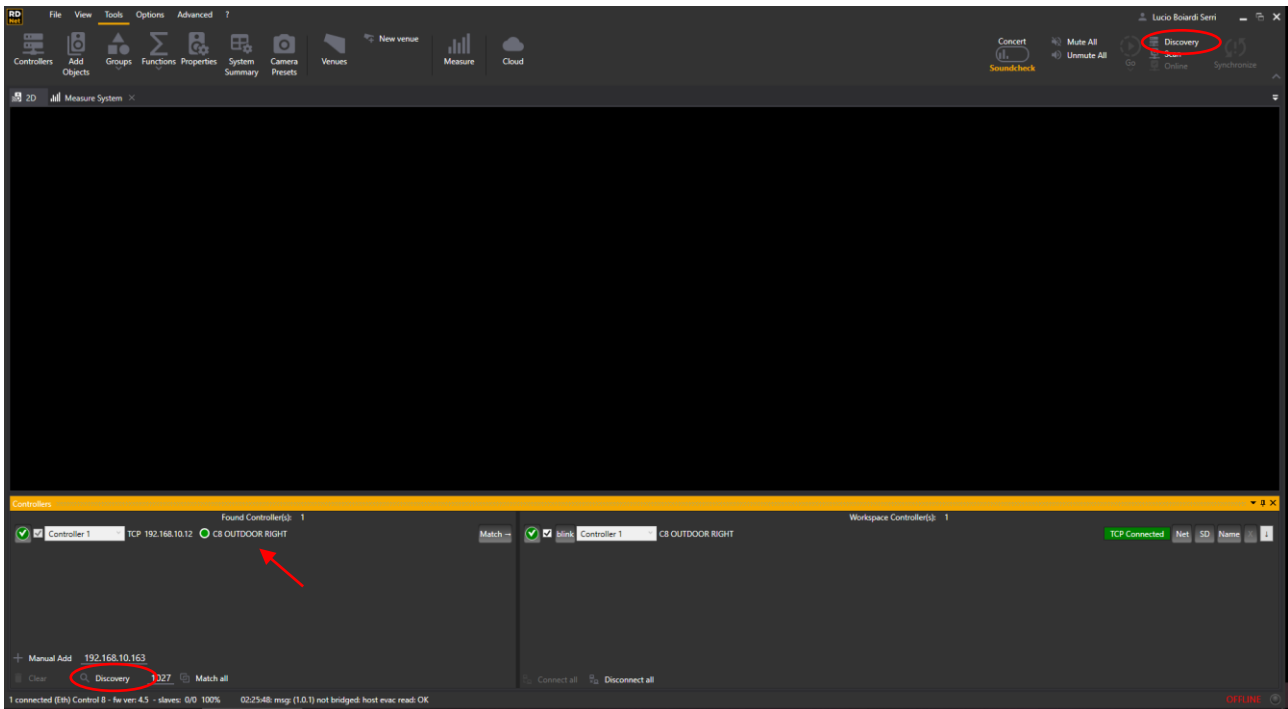 RD Net File View Tools Options Advanced ? Lucio Boiardi Serri
Controllers Add Objects Groups Functions Properties System Summary Camera Presets Venues New venue Measure Cloud
Concert Soundcheck Mute All Unmute All Go Discovery Scan Online Synchronize
2D Measure System
Controllers
Found Controller(s): 1 Workspace Controller(s): 1
Controller 1 TCP 192.168.10.12 C8 OUTDOOR RIGHT Match → blink Controller 1 C8 OUTDOOR RIGHT TCP Connected Net SD Name X
Manual Add 192.168.10.163
Clear Discovery 1027 Match all Connect all Disconnect all
1 connected (Eth) Control 8 - fw ver: 4.5 - slaves: 0/0 100% 02:25:48: msg: (1.0.1) not bridged: host evac read: OK OFFLINE